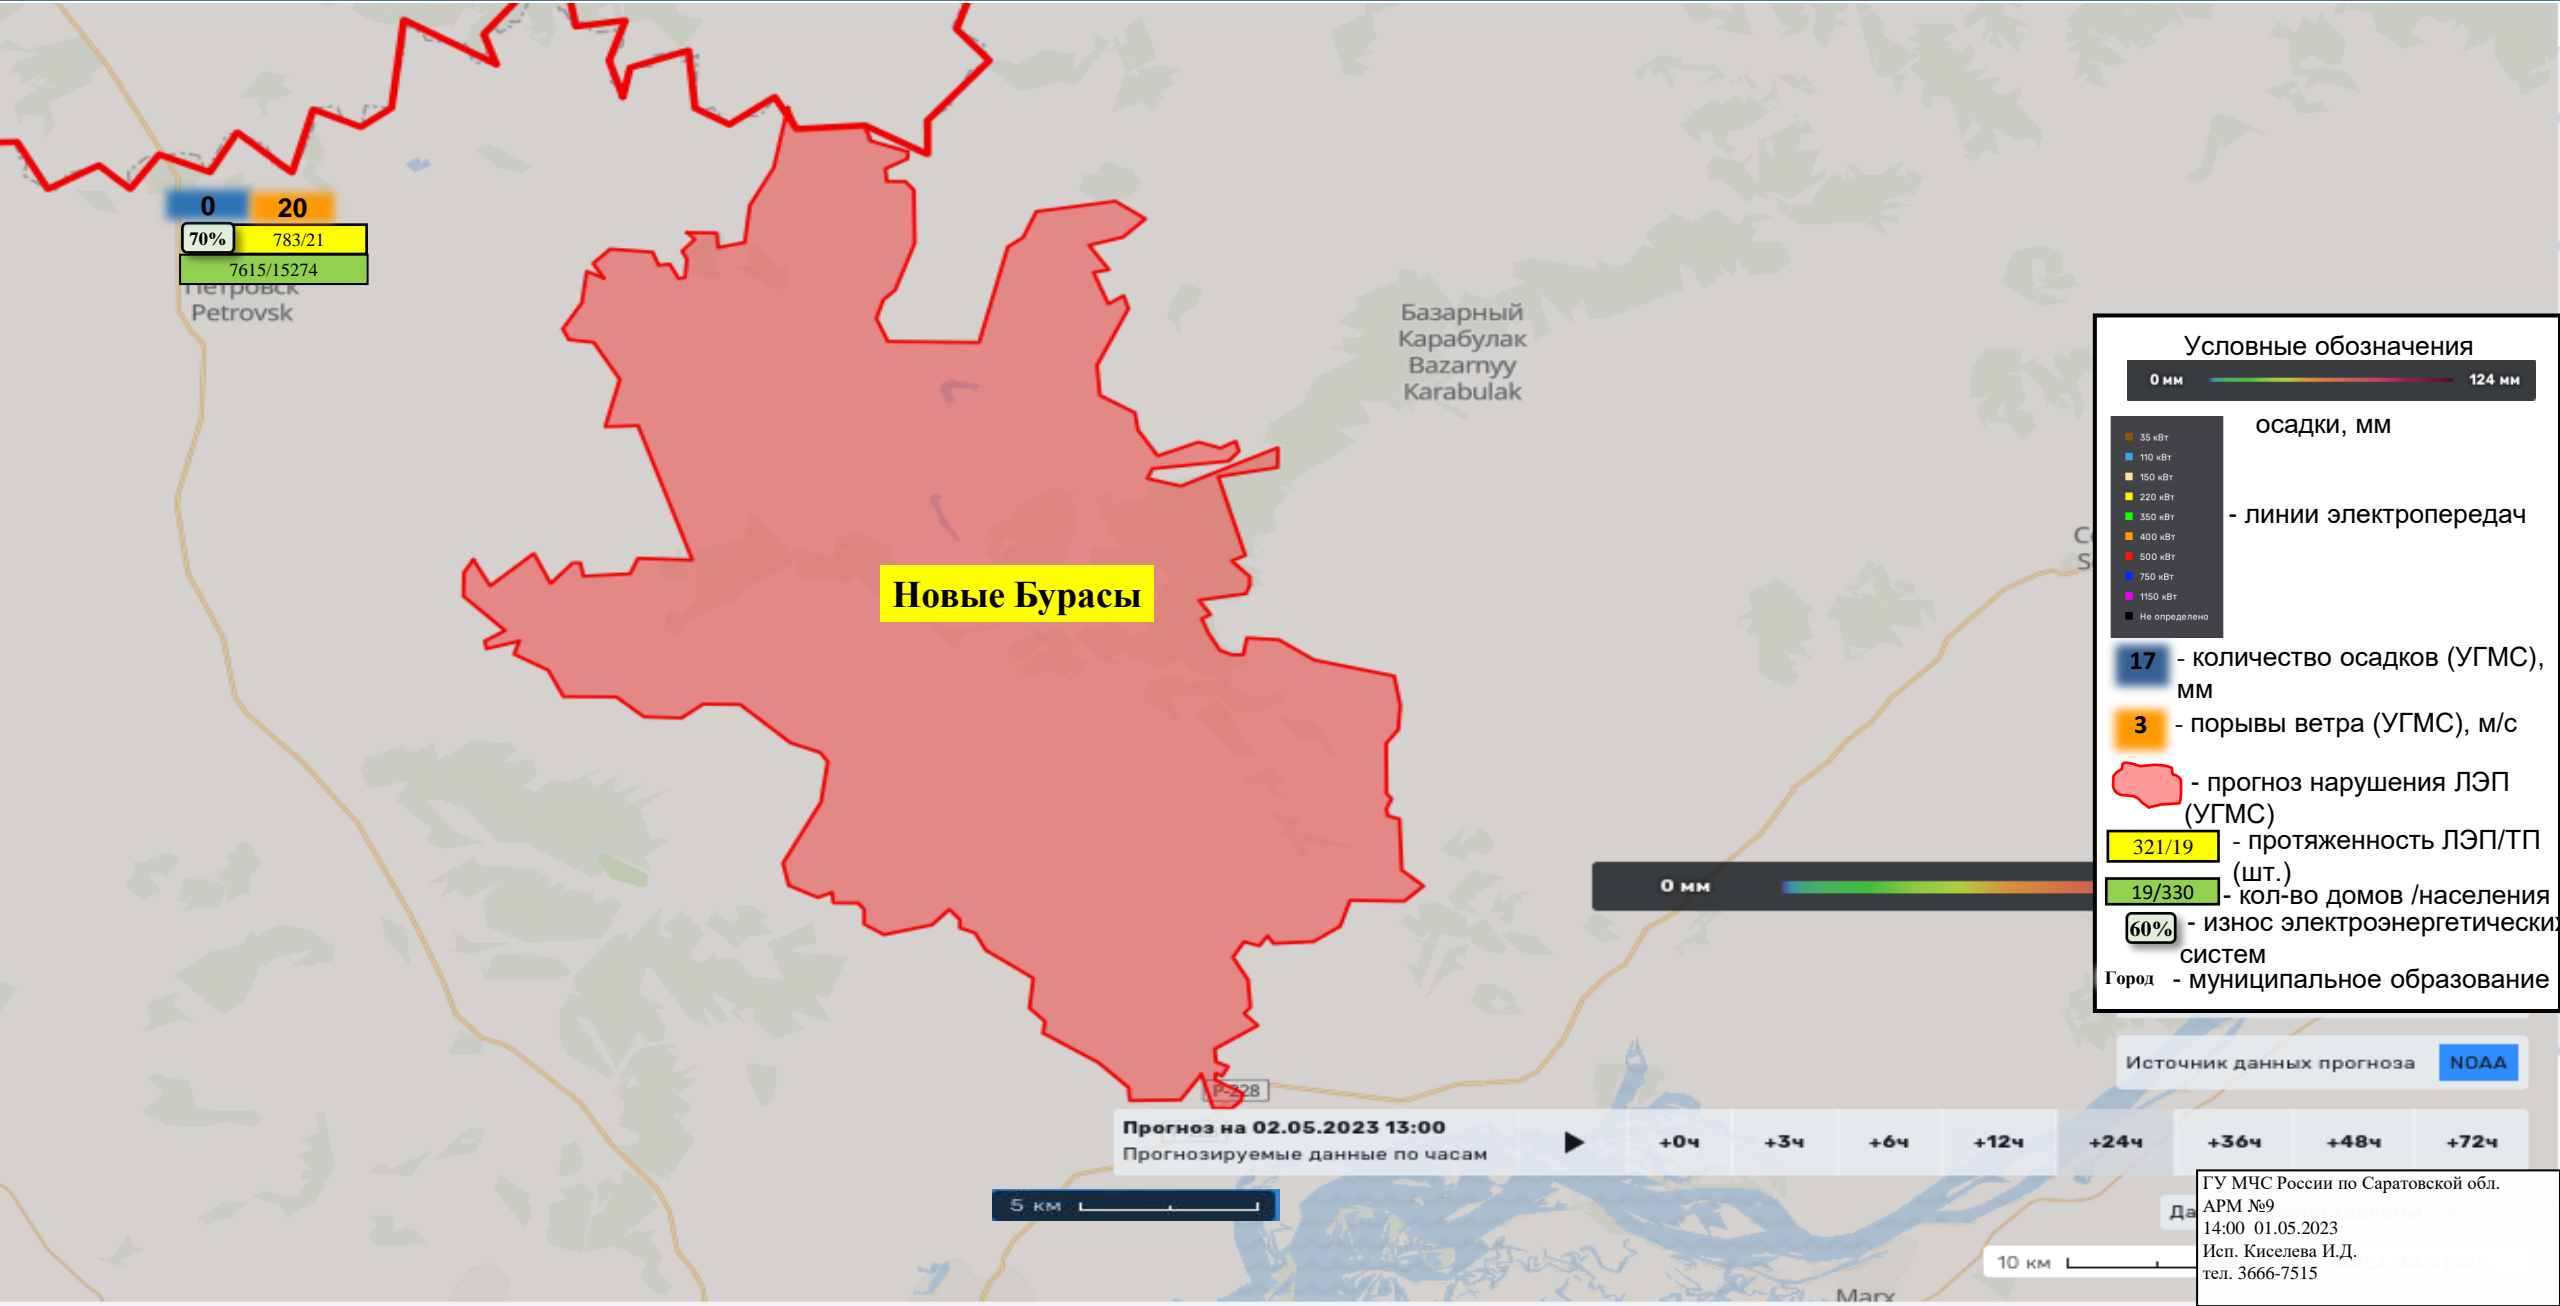 0 20
70% 783/21
7615/15274
Петровск
Petrovsk
Базарный
Карабулак
Bazarnyy
Karabulak
Новые Бурасы
Р-228
0 мм
Marx
Условные обозначения
0 мм 124 мм
осадки, мм
35 кВт
110 кВт
150 кВт
220 кВт
350 кВт
400 кВт
500 кВт
750 кВт
1150 кВт
Не определено
- линии электропередач
17 - количество осадков (УГМС),
мм
3 - порывы ветра (УГМС), м/с
- прогноз нарушения ЛЭП
(УГМС)
321/19 - протяженность ЛЭП/ТП
(шт.)
19/330 - кол-во домов /населения
60% - износ электроэнергетических
систем
Город - муниципальное образование
Источник данных прогноза NOAA
Прогноз на 02.05.2023 13:00
Прогнозируемые данные по часам
+0ч +3ч +6ч +12ч +24ч +36ч +48ч +72ч
5 км
10 км
ГУ МЧС России по Саратовской обл.
АРМ №9
14:00 01.05.2023
Исп. Киселева И.Д.
тел. 3666-7515